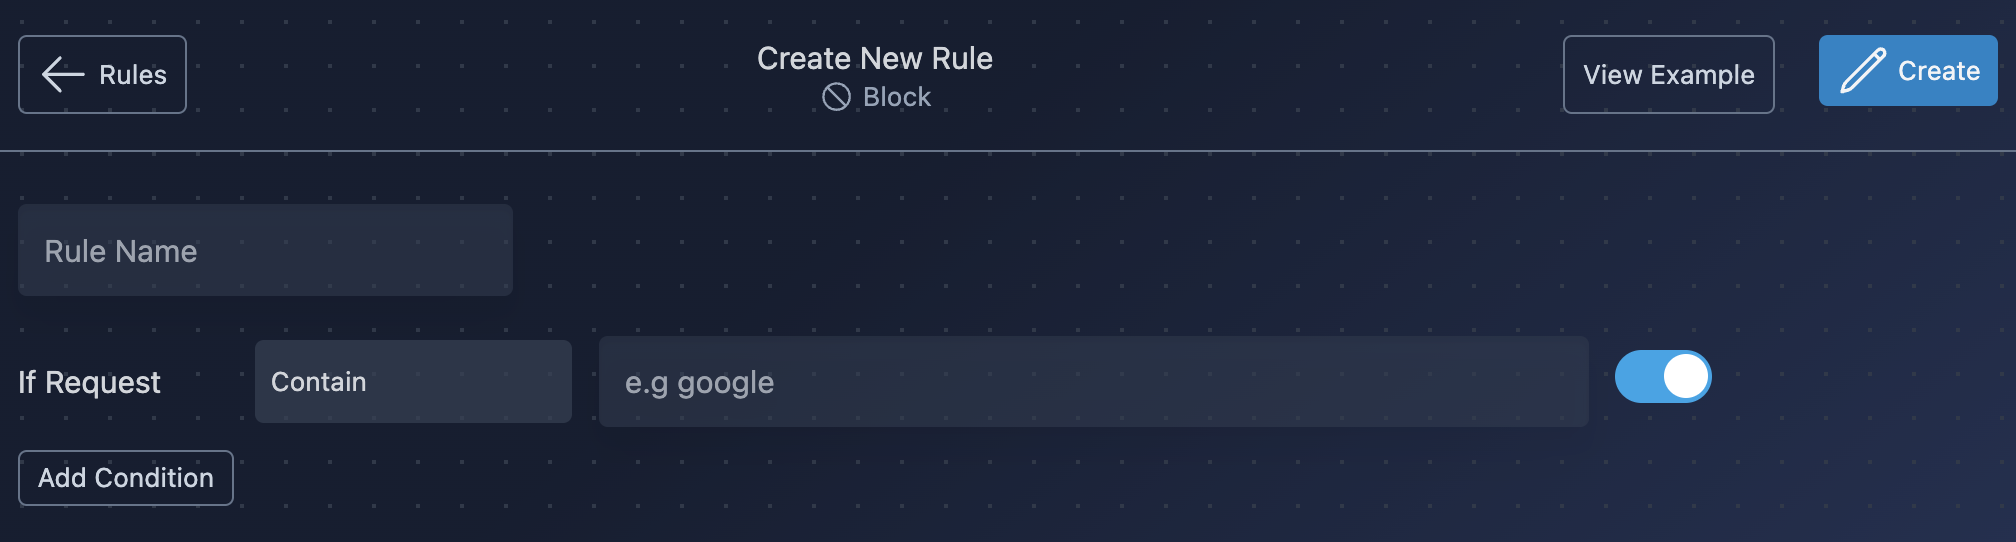 Rules
Create New Rule
Block
View Example
Create
Rule Name
If Request
Contain
e.g google
Add Condition